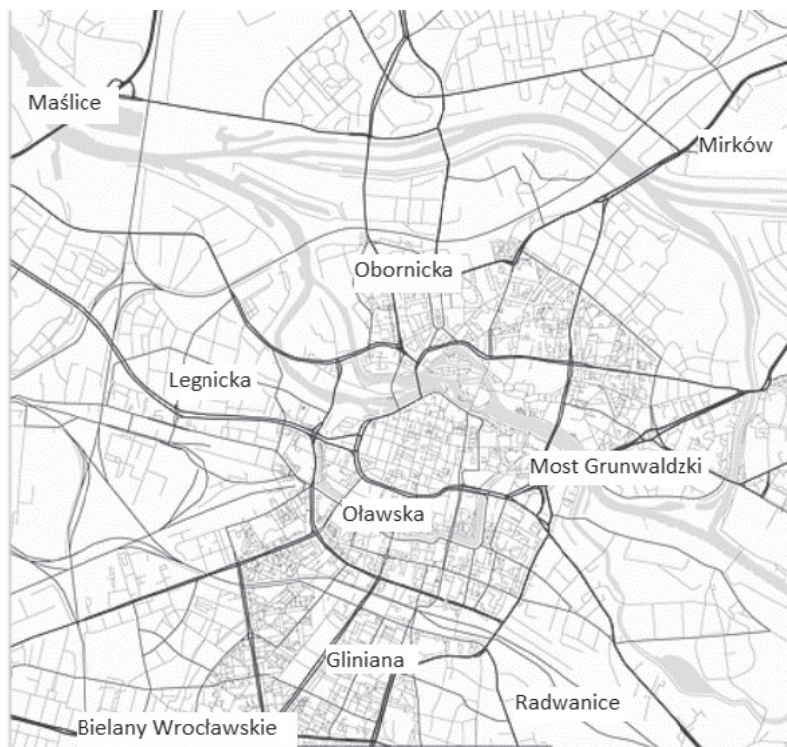 Maślice
Mirków
Obornicka
Legnicka
Most Grunwaldzki
Oławska
Gliniana
Radwanice
Bielany Wrocławskie